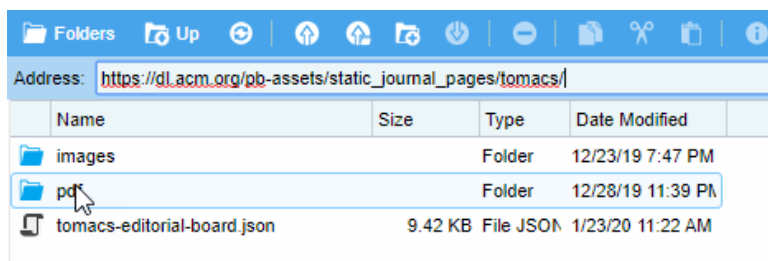 Folders Up
Address: https://dl.acm.org/pb-assets/static_journal_pages/tomacs/
Name Size Type Date Modified
images Folder 12/23/19 7:47 PM
pdf Folder 12/28/19 11:39 PM
tomacs-editorial-board.json 9.42 KB File JSON 1/23/20 11:22 AM